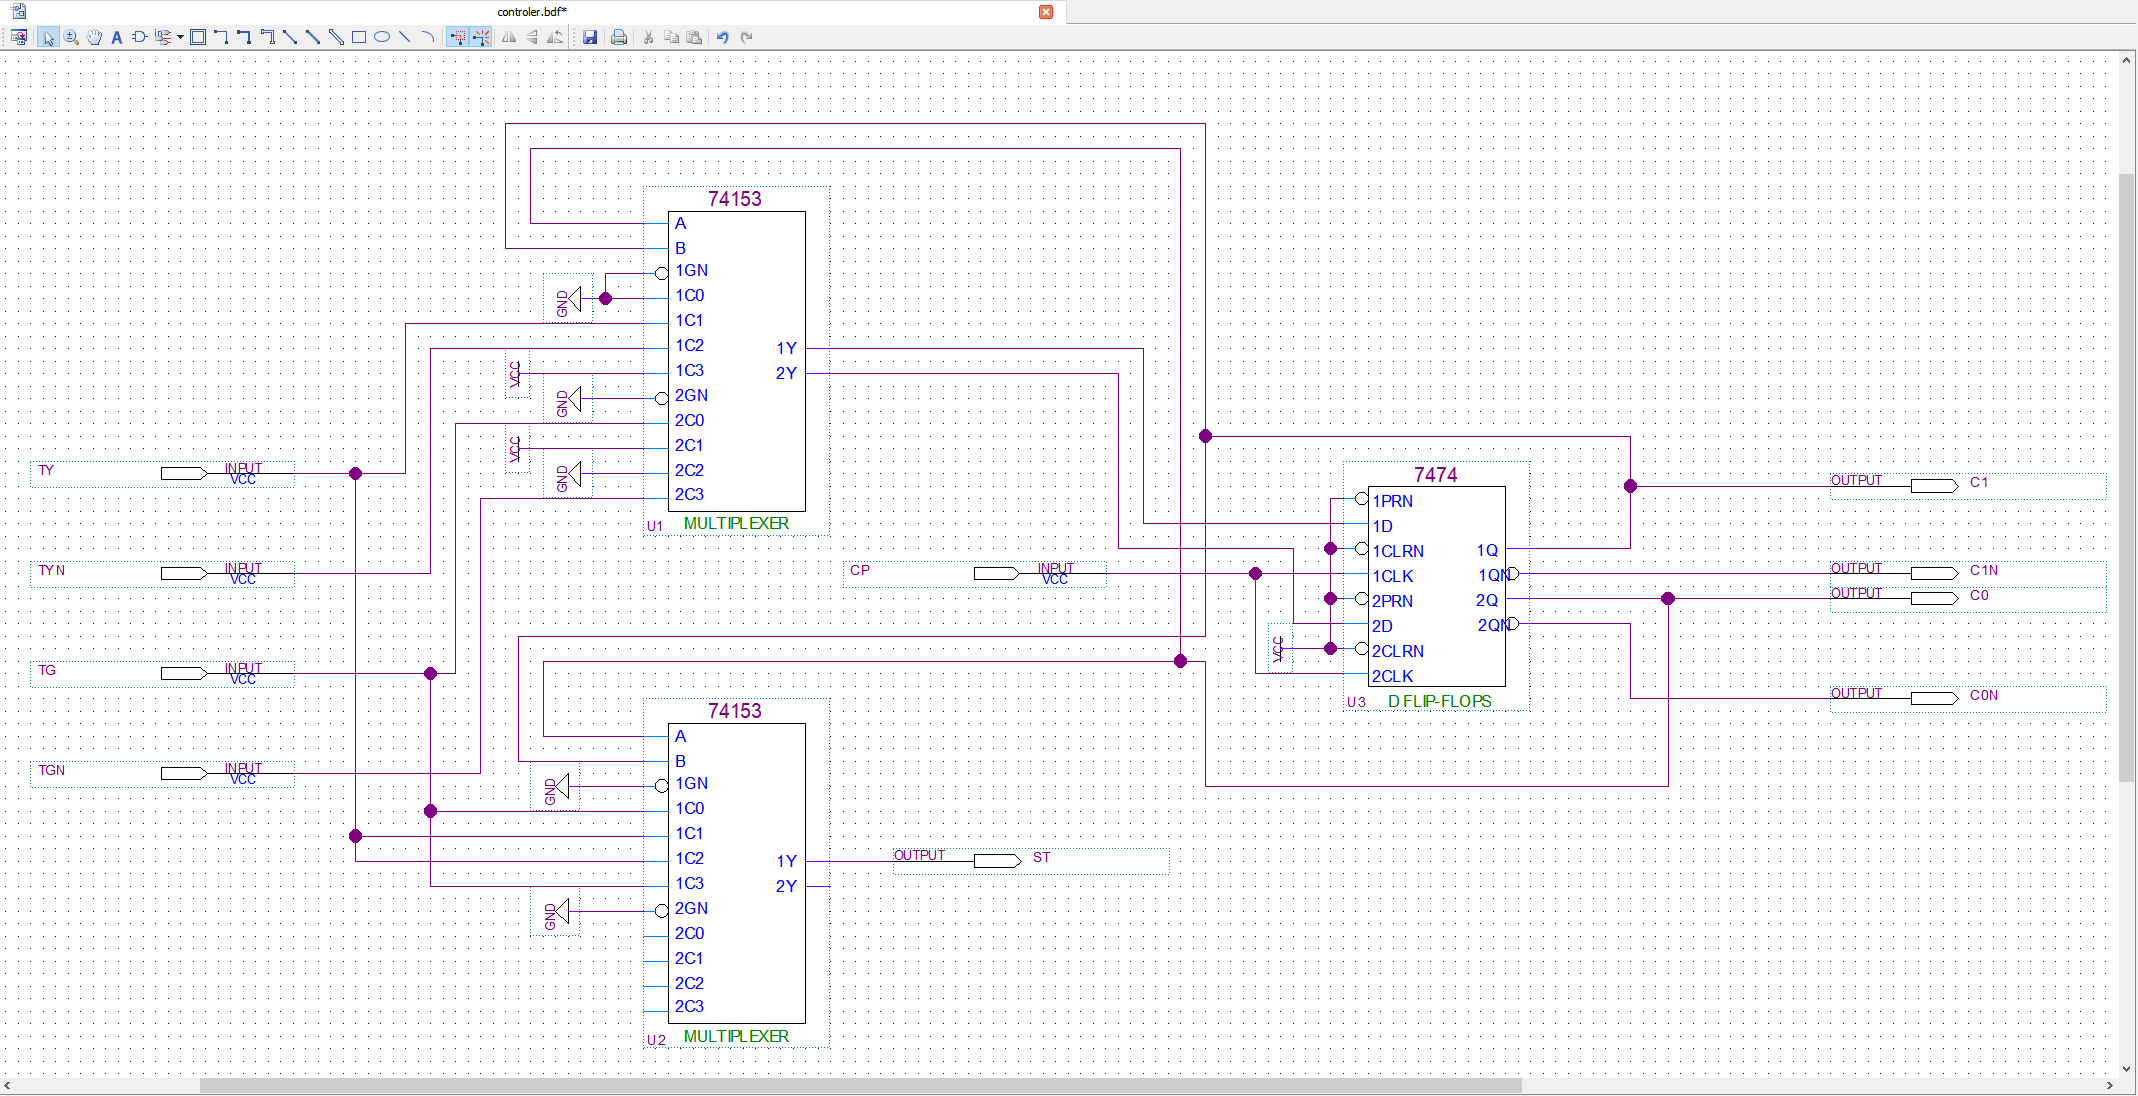 controler.bdf*
74153
A
B
1GN
1C0
1C1
1C2
1C3
2GN
2C0
2C1
2C2
2C3
1Y
2Y
U1
MULTIPLEXER
GND
VCC
GND
VCC
GND
TY
INPUT
VCC
TYN
INPUT
VCC
TG
INPUT
VCC
TGN
INPUT
VCC
CP
INPUT
VCC
7474
1PRN
1D
1CLRN
1CLK
2PRN
2D
2CLRN
2CLK
1Q
1QN
2Q
2QN
VCC
U3
D FLIP-FLOPS
OUTPUT
C1
OUTPUT
C1N
OUTPUT
C0
OUTPUT
C0N
74153
A
B
1GN
1C0
1C1
1C2
1C3
2GN
2C0
2C1
2C2
2C3
1Y
2Y
GND
GND
OUTPUT
ST
U2
MULTIPLEXER